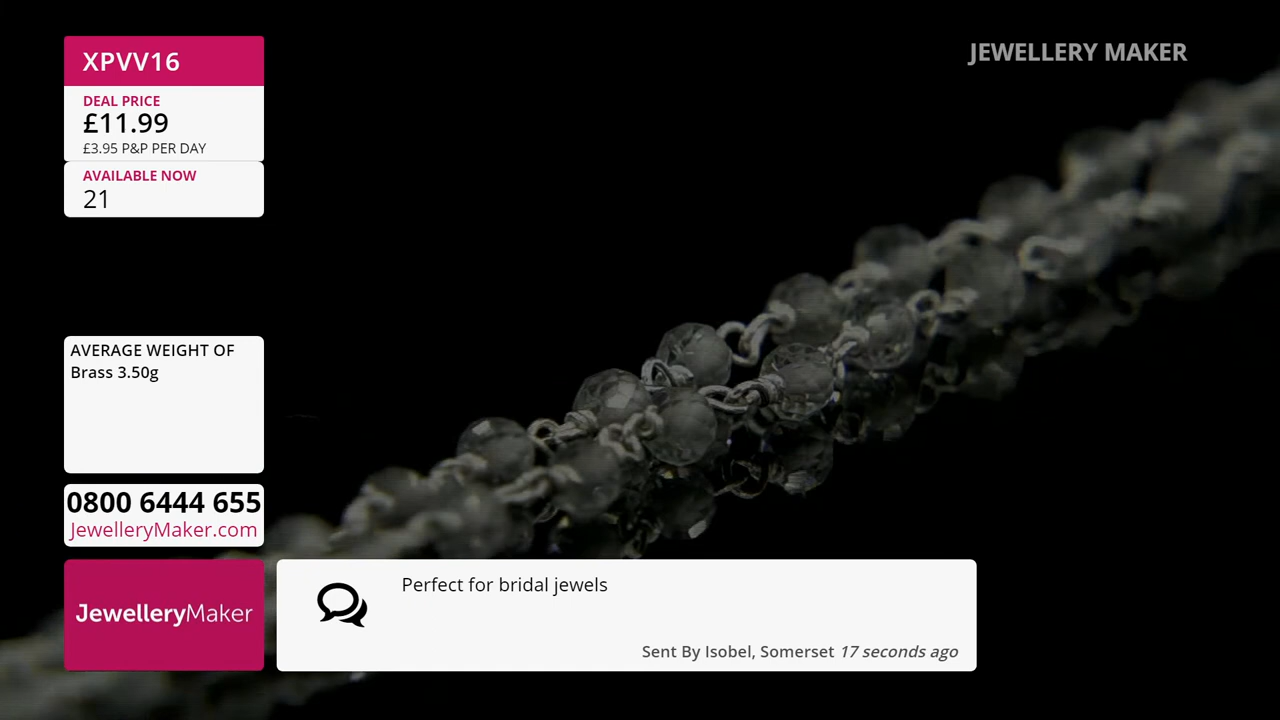 XPVV16
DEAL PRICE
£11.99
£3.95 P&P PER DAY
AVAILABLE NOW
21
JEWELLERY MAKER
AVERAGE WEIGHT OF
Brass 3.50g
0800 6444 655
JewelleryMaker.com
JewelleryMaker
Perfect for bridal jewels
Sent By Isobel, Somerset 17 seconds ago